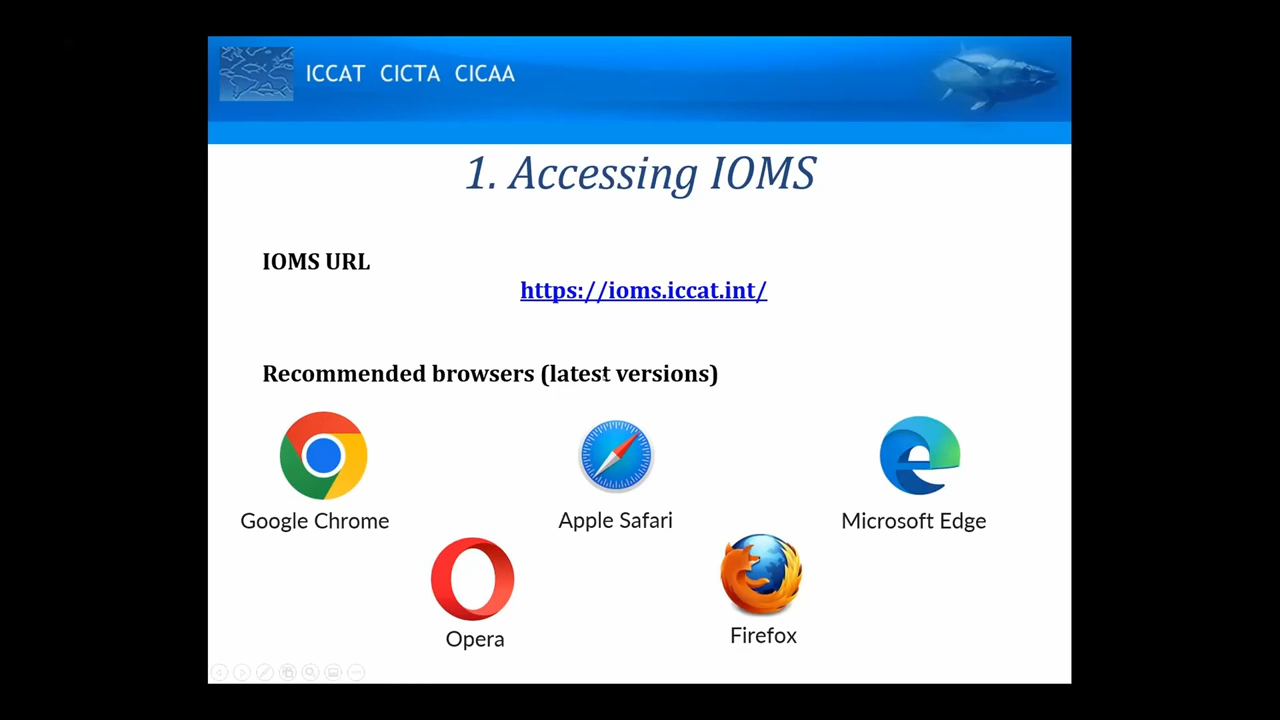 ICCAT CICTA CICAA
1. Accessing IOMS
IOMS URL
https://ioms.iccat.int/
Recommended browsers (latest versions)
Google Chrome
Apple Safari
Microsoft Edge
Opera
Firefox